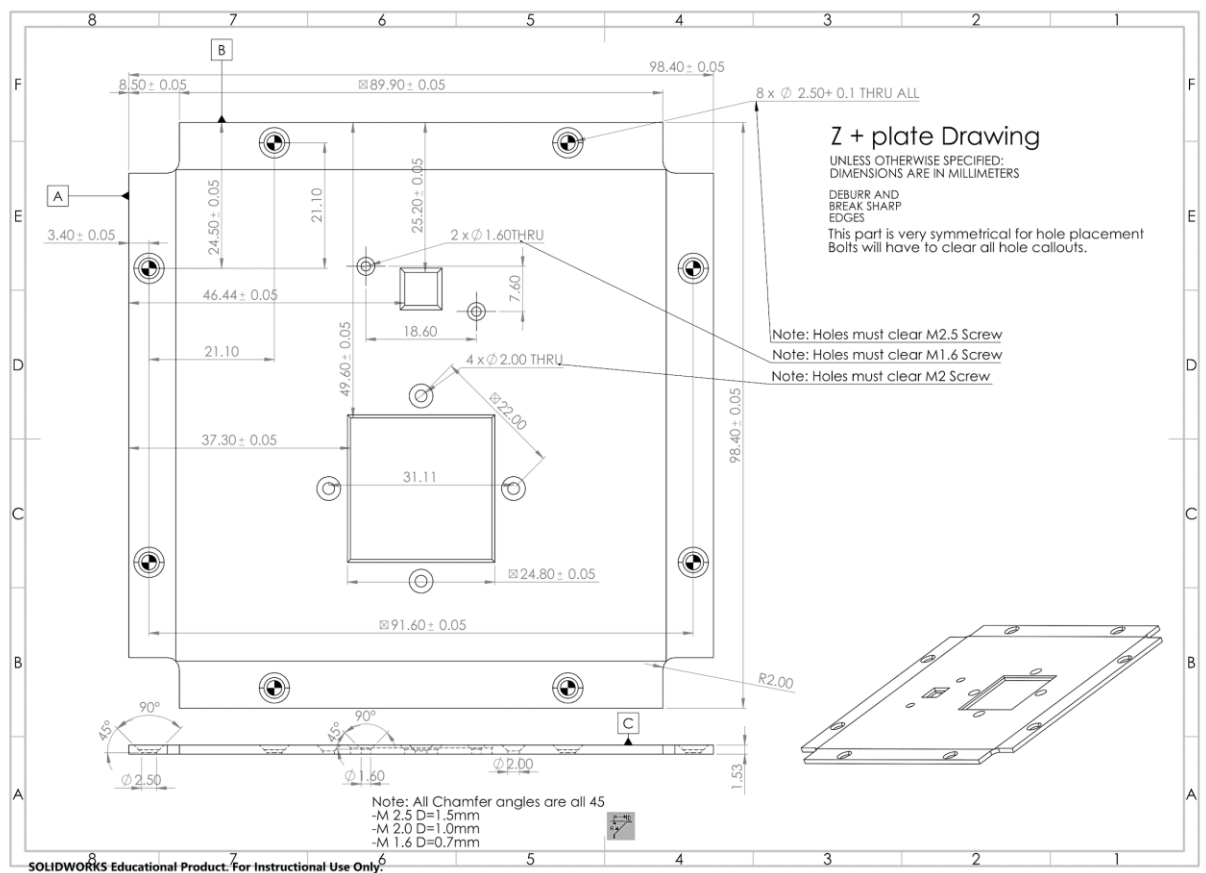 8 7 6 5 4 3 2 1
B
98.40± 0.05
8.50± 0.05
☒89.90± 0.05
F
F
8 x ∅ 2.50+ 0.1 THRU ALL
Z + plate Drawing
UNLESS OTHERWISE SPECIFIED:
DIMENSIONS ARE IN MILLIMETERS
DEBURR AND
BREAK SHARP
EDGES
This part is very symmetrical for hole placement
Bolts will have to clear all hole callouts.
A
E
E
24.50± 0.05
21.10
25.20± 0.05
3.40± 0.05
2 x ∅ 1.60THRU
46.44± 0.05
7.60
18.60
Note: Holes must clear M2.5 Screw
Note: Holes must clear M1.6 Screw
Note: Holes must clear M2 Screw
21.10
49.60± 0.05
4 x ∅ 2.00 THRU
D
D
☒22.00
98.40± 0.05
37.30± 0.05
31.11
C
C
☒24.80± 0.05
☒91.60± 0.05
B
B
R2.00
90°
45°
90°
45°
C
∅ 2.50
∅ 1.60
∅ 2.00
1.53
A
A
Note: All Chamfer angles are all 45
-M 2.5 D=1.5mm
-M 2.0 D=1.0mm
-M 1.6 D=0.7mm
8 7 6 5 4 3 2 1
SOLIDWORKS Educational Product. For Instructional Use Only.